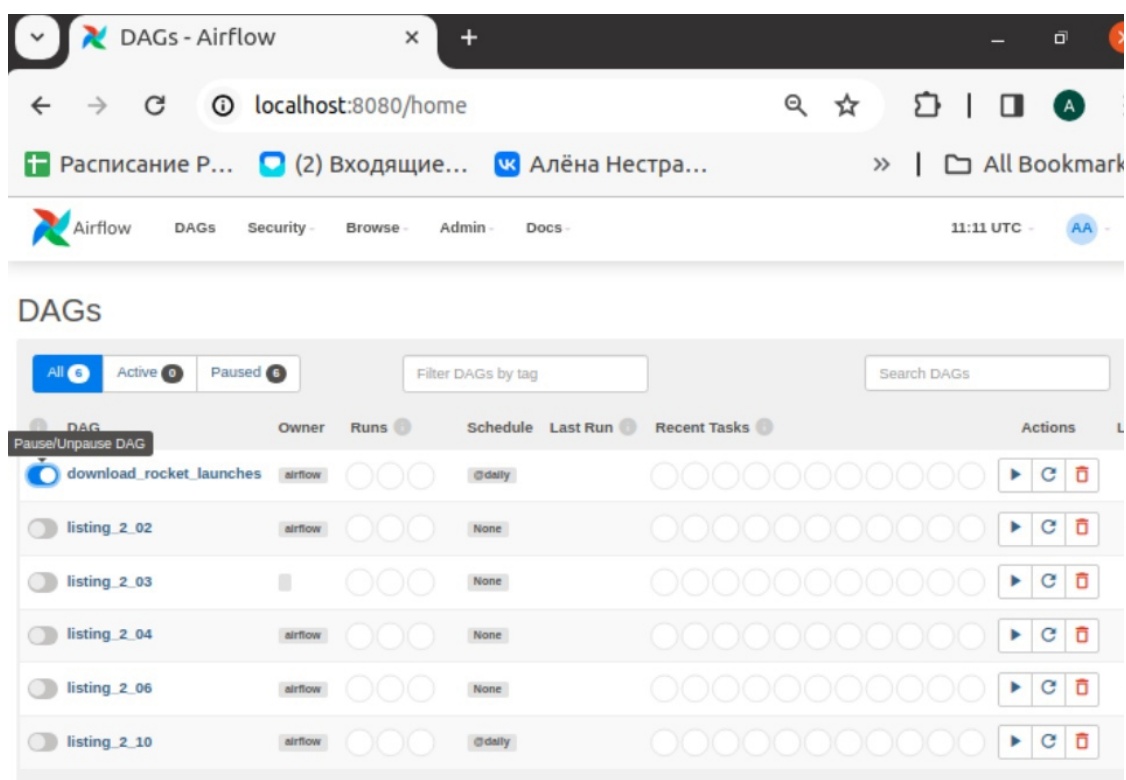 DAGs - Airflow
localhost:8080/home
A
Расписание Р... (2) Входящие... Алёна Нестра... » All Bookmark
Airflow DAGs Security Browse Admin Docs 11:11 UTC AA
DAGs
All 6 Active 0 Paused 6 Filter DAGs by tag Search DAGs
DAG Owner Runs Schedule Last Run Recent Tasks Actions L
Pause/Unpause DAG
download_rocket_launches airflow @daily
listing_2_02 airflow None
listing_2_03 None
listing_2_04 airflow None
listing_2_06 airflow None
listing_2_10 airflow @daily